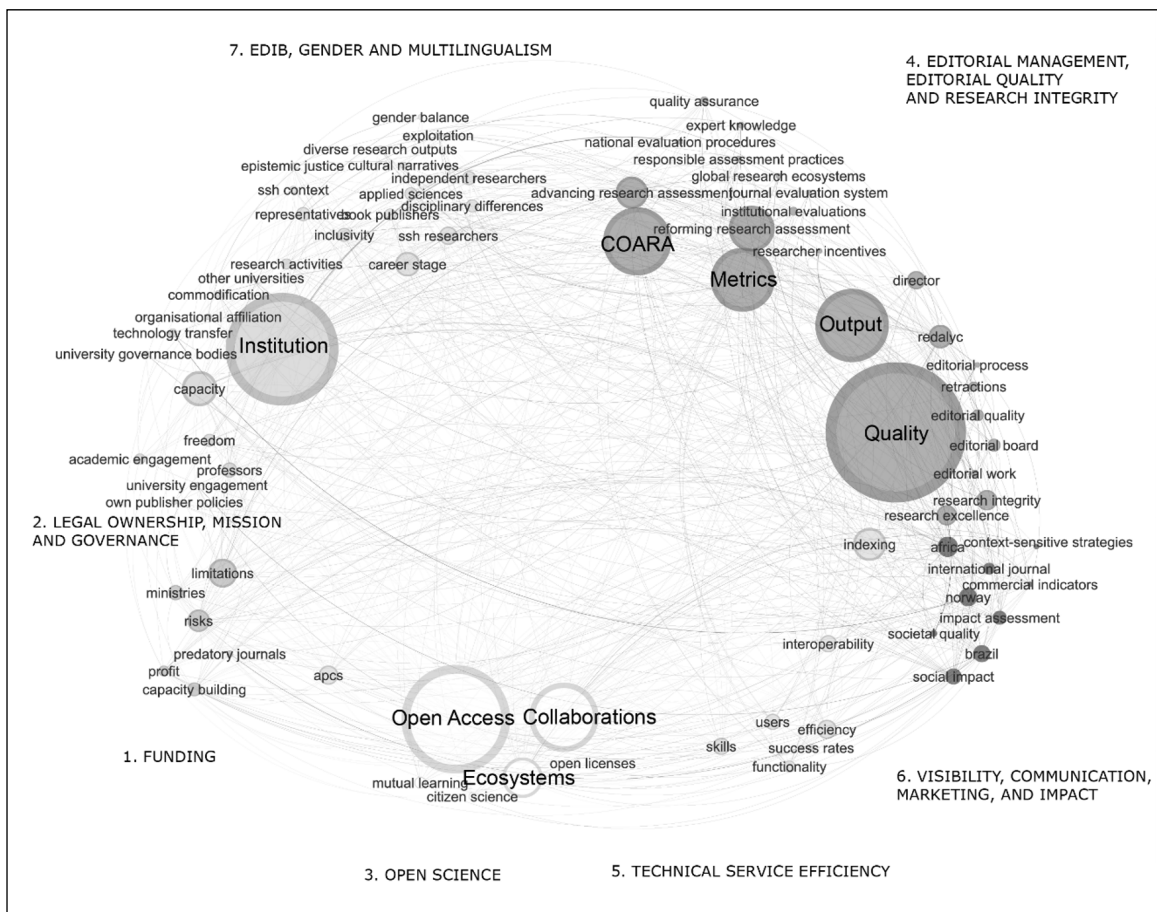 7. EDIB, GENDER AND MULTILINGUALISM
4. EDITORIAL MANAGEMENT,
EDITORIAL QUALITY
AND RESEARCH INTEGRITY
quality assurance
gender balance
expert knowledge
exploitation
national evaluation procedures
diverse research outputs
responsible assessment practices
epistemic justice
cultural narratives
global research ecosystems
independent researchers
ssh context
applied sciences
advancing research assessment
journal evaluation system
disciplinary differences
representatives
book publishers
institutional evaluations
inclusivity
ssh researchers
reforming research assessment
COARA
researcher incentives
research activities
career stage
other universities
Metrics
director
commodification
organisational affiliation
Output
technology transfer
redalyc
Institution
university governance bodies
editorial process
capacity
retractions
editorial quality
Quality
freedom
editorial board
academic engagement
professors
editorial work
university engagement
own publisher policies
research integrity
research excellence
2. LEGAL OWNERSHIP, MISSION
AND GOVERNANCE
indexing
africa
context-sensitive strategies
limitations
international journal
commercial indicators
ministries
norway
risks
impact assessment
societal quality
interoperability
predatory journals
brazil
profit
apcs
social impact
capacity building
Open Access
Collaborations
users
efficiency
skills
success rates
1. FUNDING
open licenses
functionality
Ecosystems
mutual learning
citizen science
6. VISIBILITY, COMMUNICATION,
MARKETING, AND IMPACT
3. OPEN SCIENCE
5. TECHNICAL SERVICE EFFICIENCY